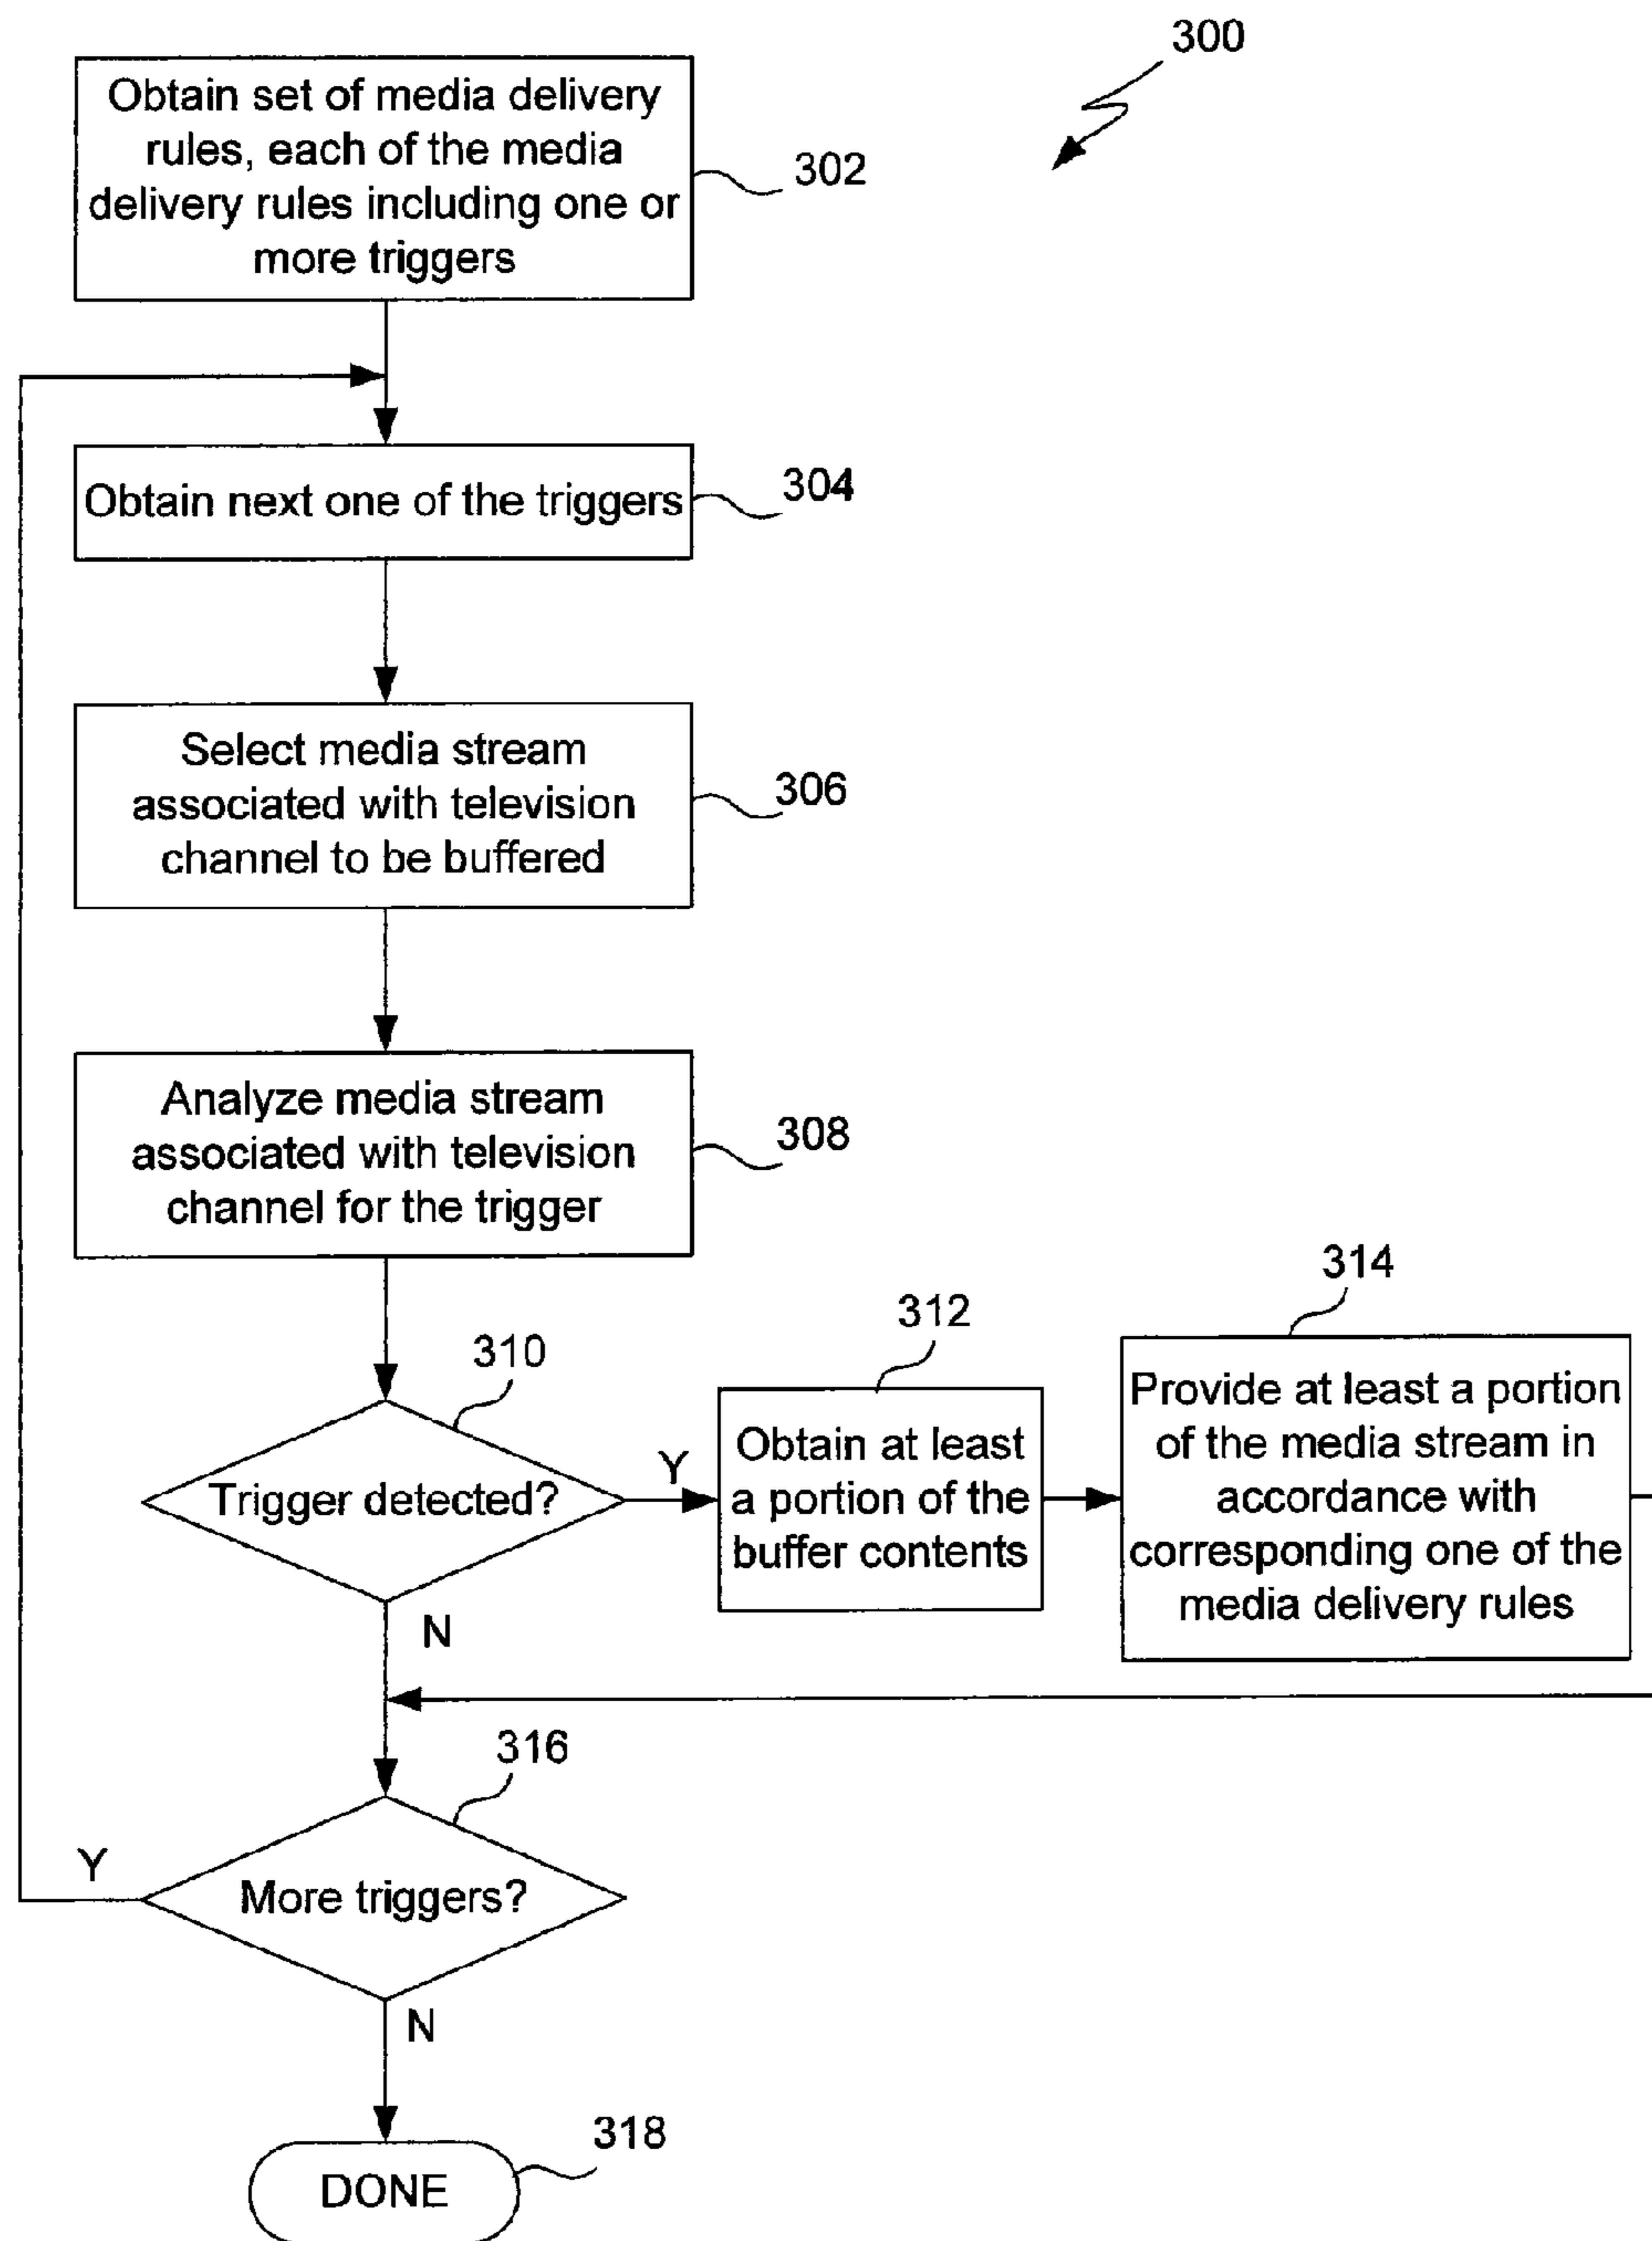 300
Obtain set of media delivery
rules, each of the media
delivery rules including one or
more triggers
302
Obtain next one of the triggers
304
Select media stream
associated with television
channel to be buffered
306
Analyze media stream
associated with television
channel for the trigger
308
310
Trigger detected?
Y
N
312
Obtain at least
a portion of the
buffer contents
314
Provide at least a portion
of the media stream in
accordance with
corresponding one of the
media delivery rules
316
More triggers?
Y
N
318
DONE